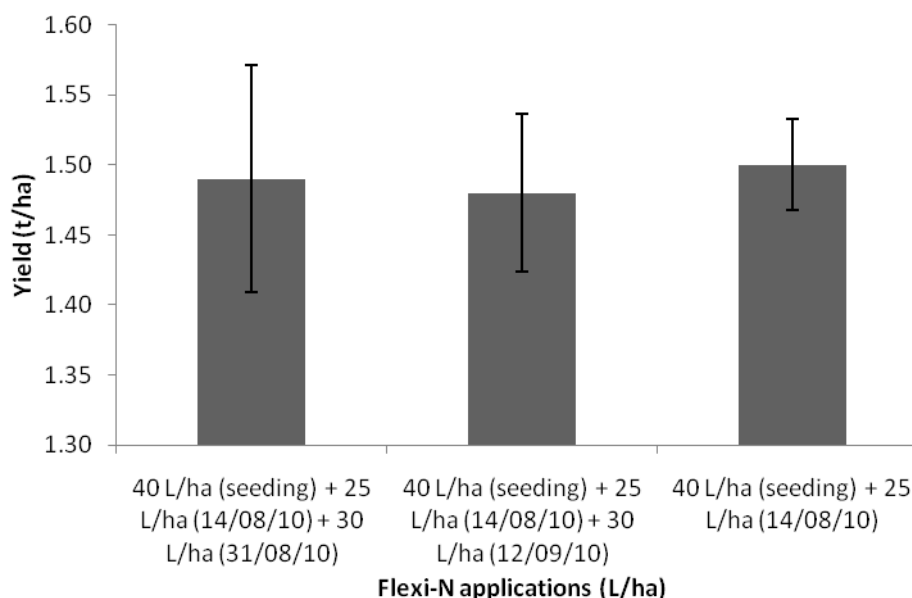 1.60
1.55
1.50
1.45
1.40
1.35
1.30
Yield (t/ha)
40 L/ha (seeding) + 25
L/ha (14/08/10) + 30
L/ha (31/08/10)
40 L/ha (seeding) + 25
L/ha (14/08/10) + 30
L/ha (12/09/10)
40 L/ha (seeding) + 25
L/ha (14/08/10)
Flexi-N applications (L/ha)